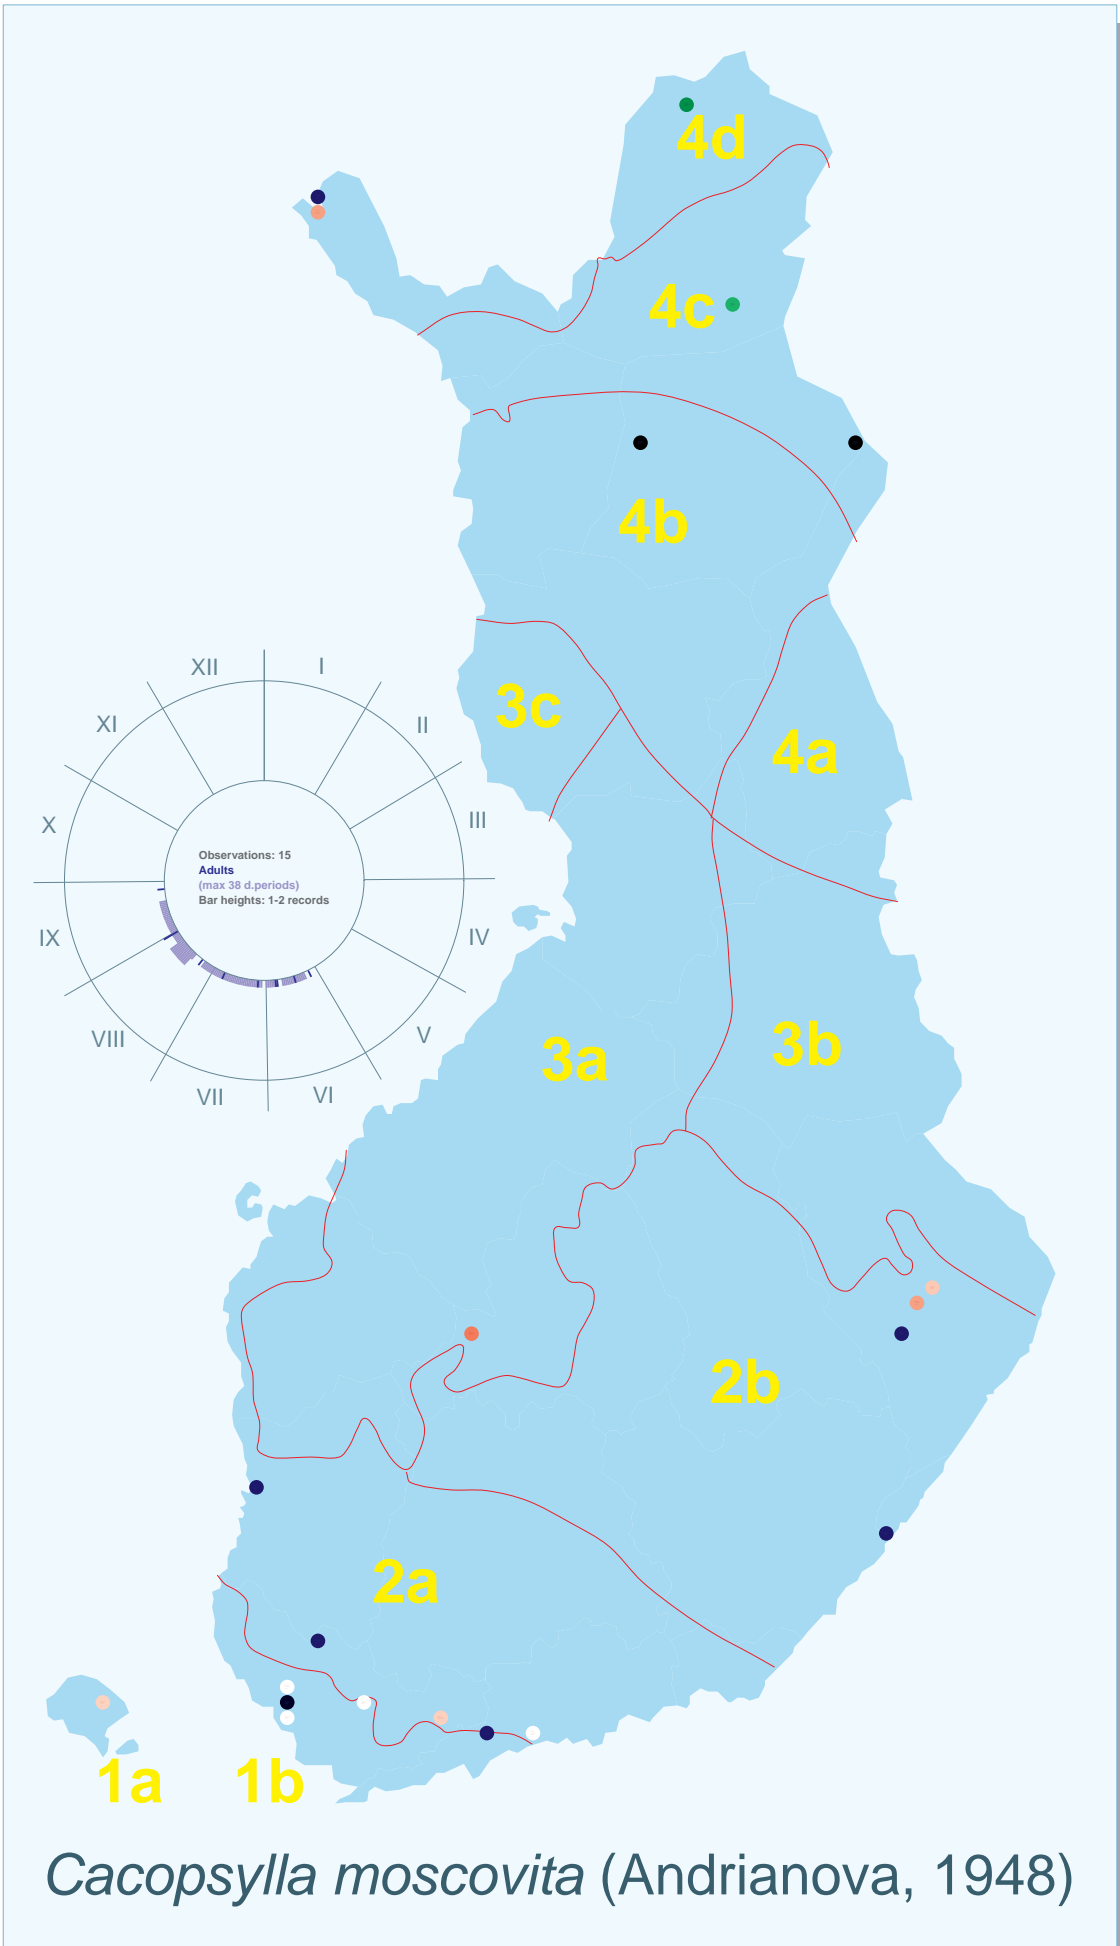 4d
4c
4b
3c
4a
XII
I
XI
II
X
III
Observations: 15
Adults
(max 38 d.periods)
Bar heights: 1-2 records
IX
IV
VIII
V
VII
VI
3a
3b
2b
2a
1a
1b
Cacopsylla moscovita (Andrianova, 1948)